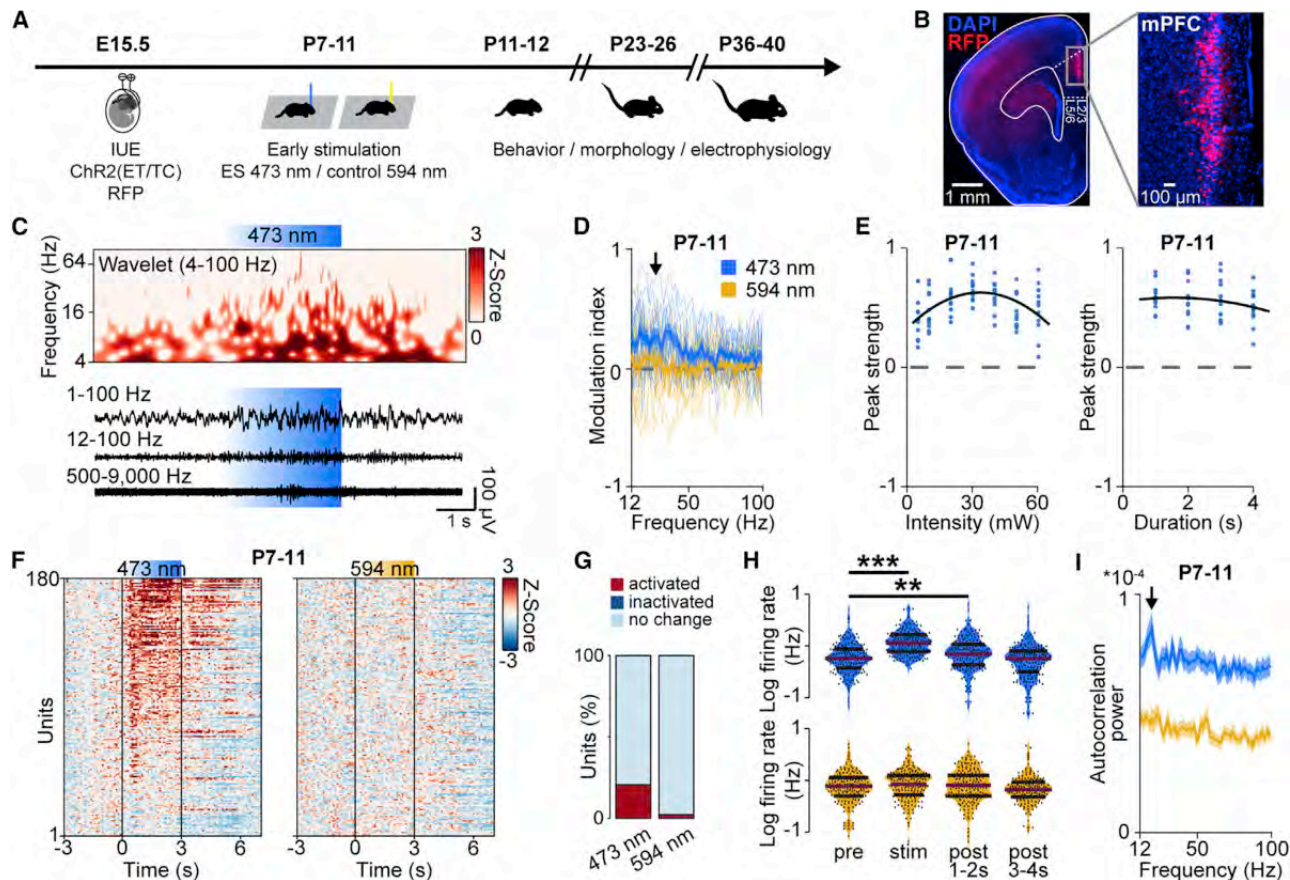 A
E15.5
P7-11
P11-12
P23-26
P36-40
IUE
ChR2(ET/TC)
RFP
Early stimulation
ES 473 nm / control 594 nm
Behavior / morphology / electrophysiology
B
DAPI
RFP
L2/3
L5/6
1 mm
mPFC
100 µm
C
473 nm
Wavelet (4-100 Hz)
Frequency (Hz)
64
16
4
3
0
Z-Score
1-100 Hz
12-100 Hz
500-9,000 Hz
100 µV
1 s
D
P7-11
473 nm
594 nm
Modulation index
1
0
-1
12
50
100
Frequency (Hz)
E
P7-11
Peak strength
1
0
-1
0
20
40
60
Intensity (mW)
P7-11
Peak strength
1
0
-1
0
2
4
Duration (s)
F
P7-11
473 nm
594 nm
180
Units
1
-3
0
3
Time (s)
-3
0
3
Time (s)
3
-3
Z-Score
G
activated
inactivated
no change
100
0
Units (%)
473 nm
594 nm
H
***
**
Log firing rate
(Hz)
1
-1
Log firing rate
(Hz)
1
-1
pre
stim
post
1-2s
post
3-4s
I
P7-11
*10-4
1
0
Autocorrelation
power
12
50
100
Frequency (Hz)